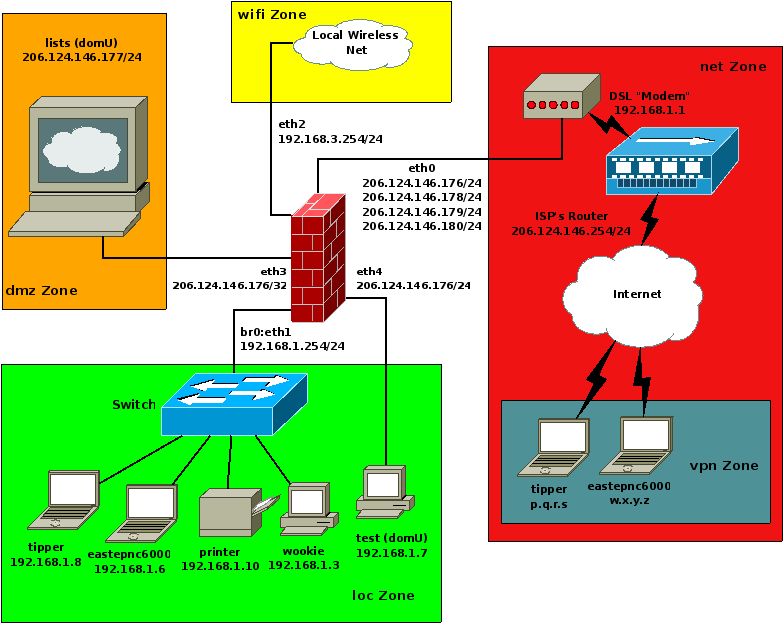 wifi Zone
Local Wireless
Net
lists (domU)
206.124.146.177/24
dmz Zone
net Zone
DSL "Modem"
192.168.1.1
ISP's Router
206.124.146.254/24
Internet
eth2
192.168.3.254/24
eth0
206.124.146.176/24
206.124.146.178/24
206.124.146.179/24
206.124.146.180/24
eth3
206.124.146.176/32
eth4
206.124.146.176/24
br0:eth1
192.168.1.254/24
Switch
tipper
192.168.1.8
eastepnc6000
192.168.1.6
printer
192.168.1.10
wookie
192.168.1.3
test (domU)
192.168.1.7
loc Zone
vpn Zone
tipper
p.q.r.s
eastepnc6000
w.x.y.z